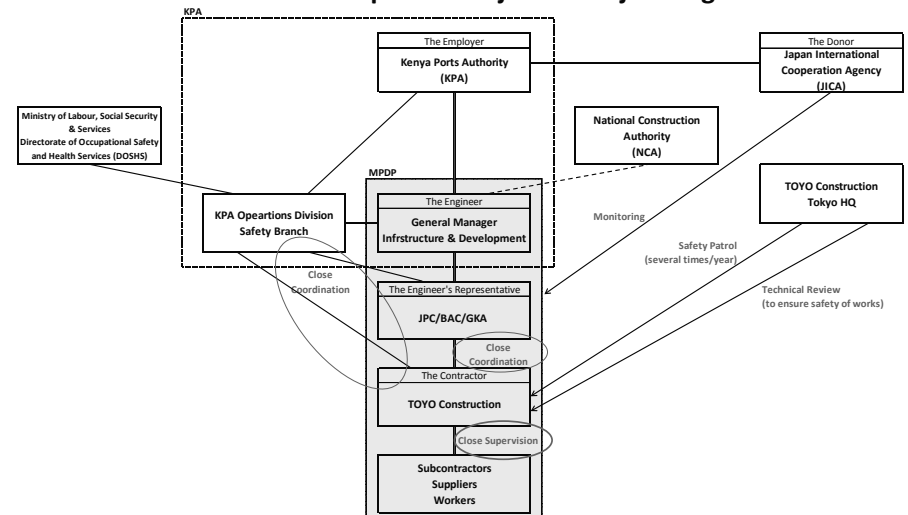 KPA
The Employer
Kenya Ports Authority
(KPA)
The Donor
Japan International
Cooperation Agency
(JICA)
Ministry of Labour, Social Security
& Services
Directorate of Occupational Safety
and Health Services (DOSHS)
National Construction
Authority
(NCA)
MPDP
TOYO Construction
Tokyo HQ
KPA Opeartions Division
Safety Branch
The Engineer
General Manager
Infrstructure & Development
Monitoring
Safety Patrol
(several times/year)
Close
Coordination
The Engineer's Representative
JPC/BAC/GKA
Technical Review
(to ensure safety of works)
Close
Coordination
The Contractor
TOYO Construction
Close Supervision
Subcontractors
Suppliers
Workers